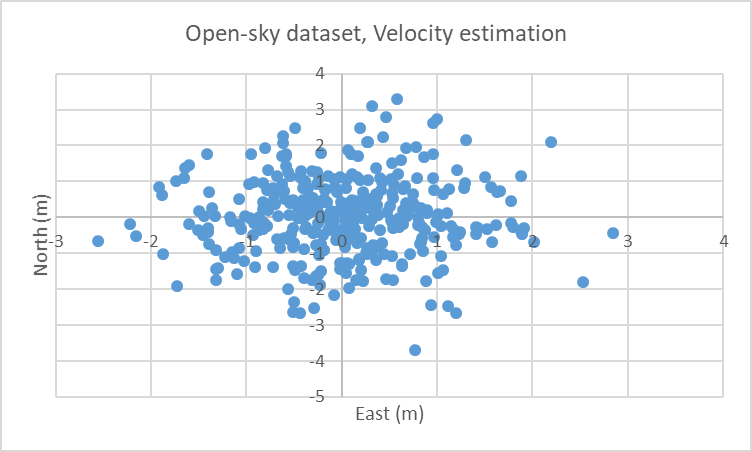 Open-sky dataset, Velocity estimation
4
3
2
1
0
-1
-2
-3
-4
-5
-3 -2 -1 0 1 2 3 4
North (m)
East (m)